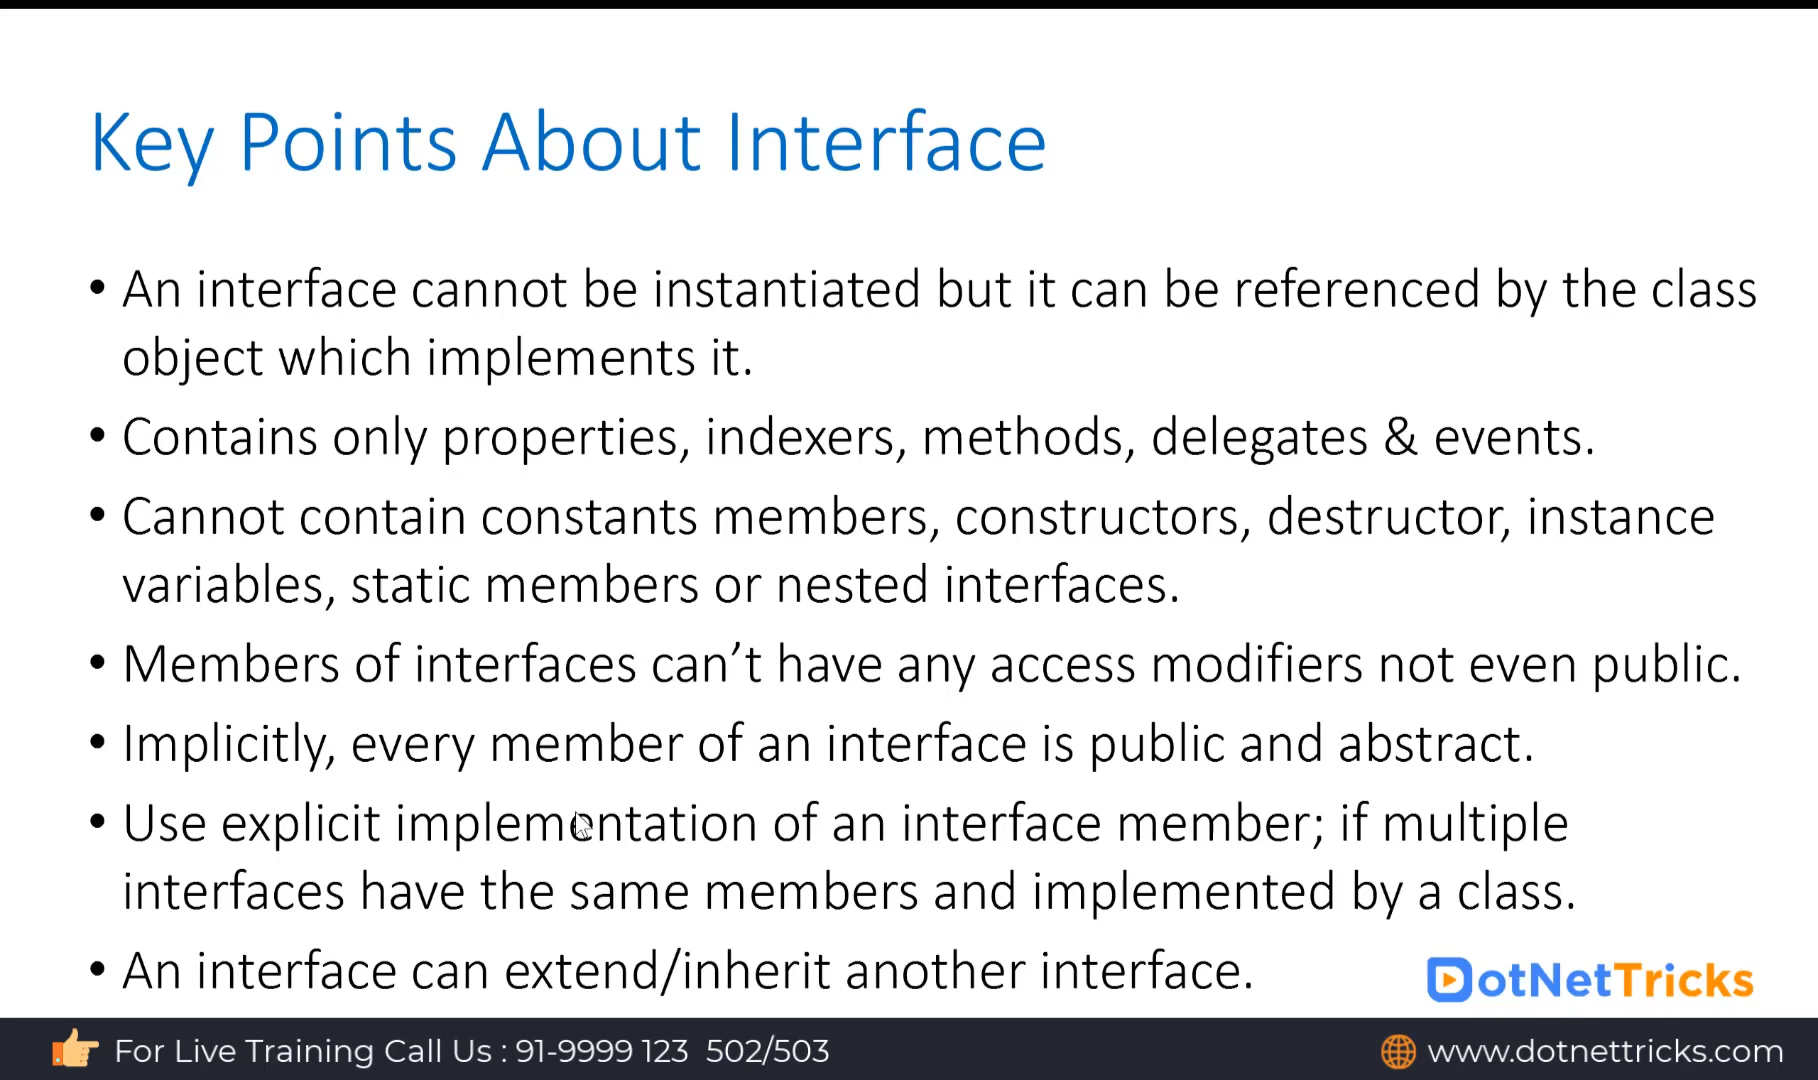 Key Points About Interface
• An interface cannot be instantiated but it can be referenced by the class
object which implements it.
• Contains only properties, indexers, methods, delegates & events.
• Cannot contain constants members, constructors, destructor, instance
variables, static members or nested interfaces.
• Members of interfaces can’t have any access modifiers not even public.
• Implicitly, every member of an interface is public and abstract.
• Use explicit implementation of an interface member; if multiple
interfaces have the same members and implemented by a class.
• An interface can extend/inherit another interface.
DotNetTricks
For Live Training Call Us : 91-9999 123 502/503
www.dotnettricks.com